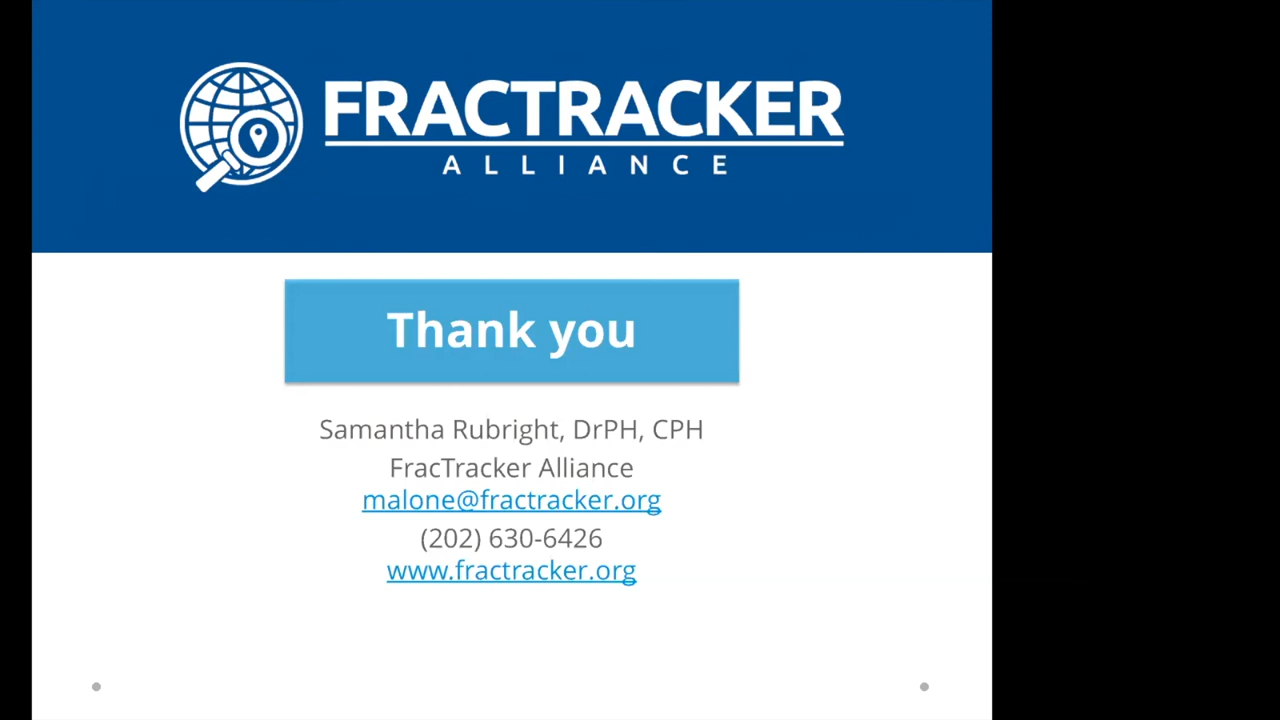 FRACTRACKER
ALLIANCE
Thank you
Samantha Rubright, DrPH, CPH
FracTracker Alliance
malone@fractracker.org
(202) 630-6426
www.fractracker.org